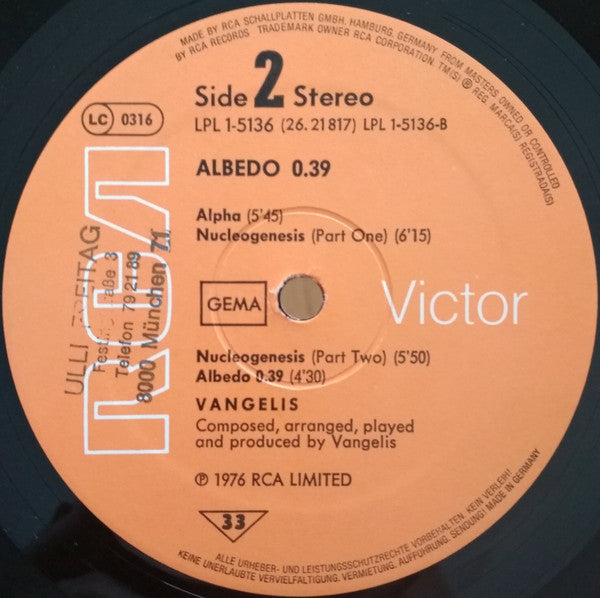 MADE BY RCA SCHALLPLATTEN GMBH, HAMBURG, GERMANY FROM MASTERS OWNED OR CONTROLLED
BY RCA RECORDS TRADEMARK OWNER RCA CORPORATION TM(S) ® REG. MARCA(S) REGISTRADA(S)
LC 0316
Side 2 Stereo
LPL 1-5136 (26.21817) LPL 1-5136-B
ALBEDO 0.39
Alpha (5'45)
Nucleogenesis (Part One) (6'15)
RCA
ULLI FREITAG
3
Telefon 79 21 89
8000 München 71
GEMA
Victor
Nucleogenesis (Part Two) (5'50)
Albedo 0.39 (4'30)
VANGELIS
Composed, arranged, played
and produced by Vangelis
℗ 1976 RCA LIMITED
33
ALLE URHEBER- UND LEISTUNGSSCHUTZRECHTE VORBEHALTEN. KEIN VERLEIH!
KEINE UNERLAUBTE VERVIELFÄLTIGUNG, VERMIETUNG, AUFFÜHRUNG, SENDUNG! MADE IN GERMANY